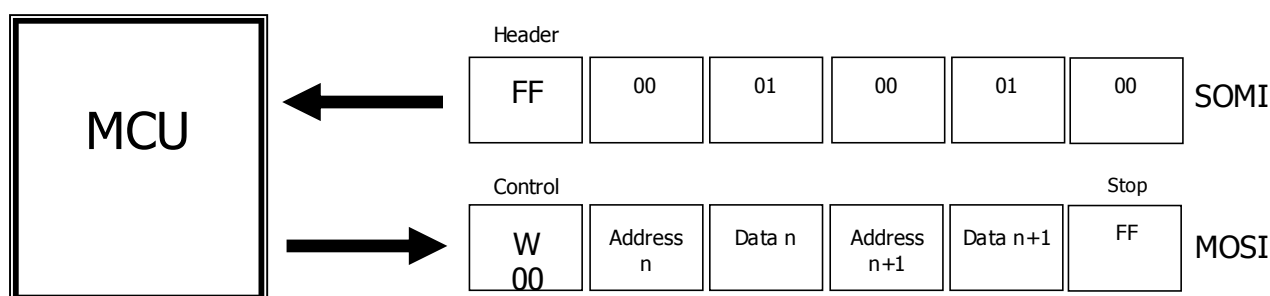 Header
MCU
FF
00
01
00
01
00
SOMI
Control
Stop
W
00
Address
n
Data n
Address
n+1
Data n+1
FF
MOSI